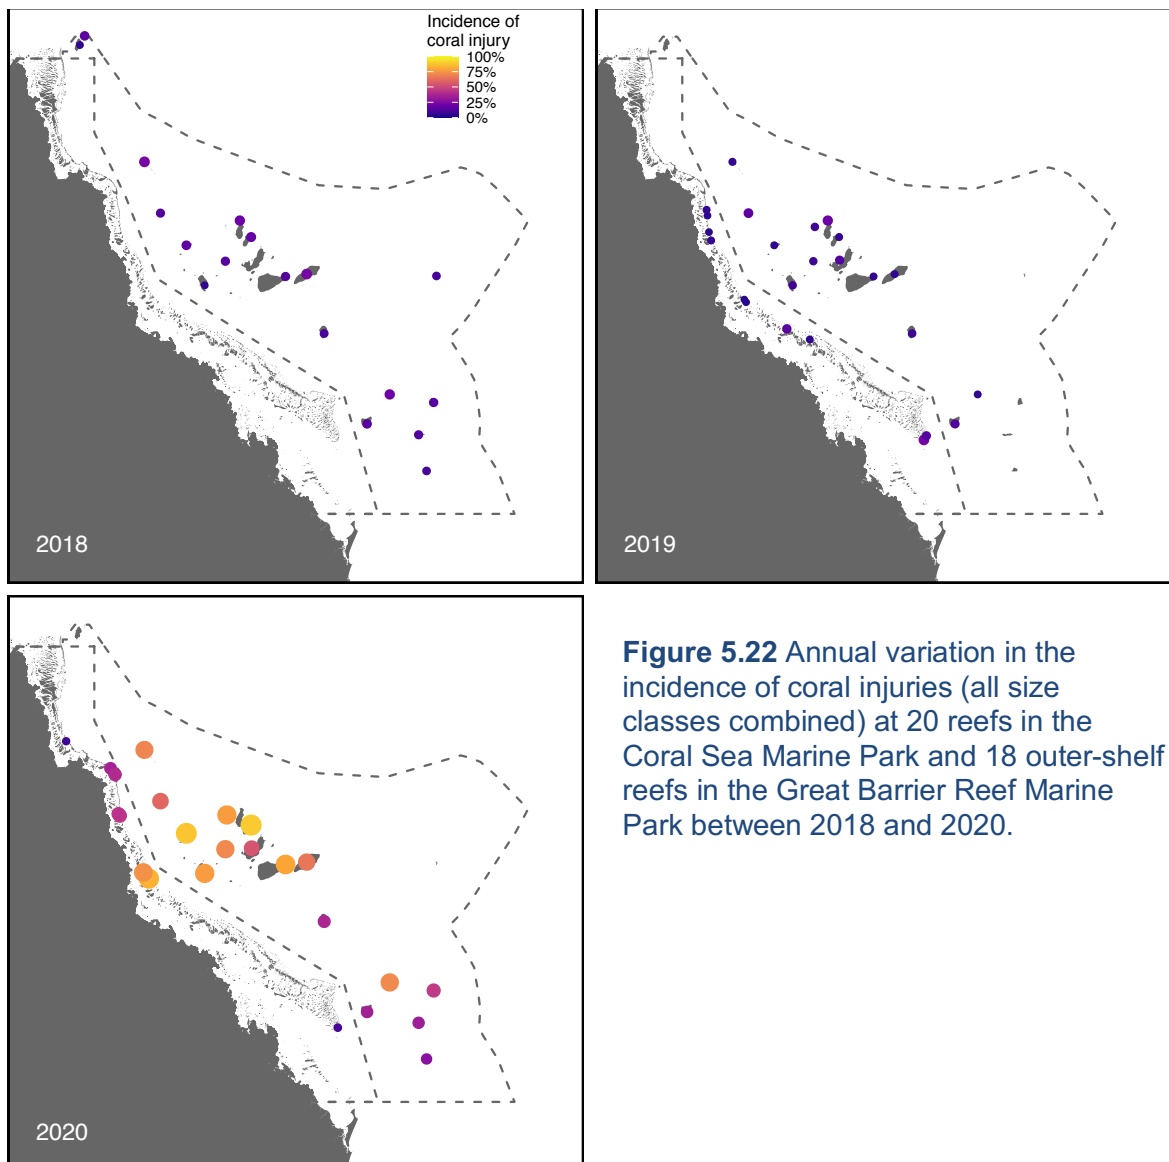 Incidence of
coral injury
100%
75%
50%
25%
0%
2018
2019
2020
Figure 5.22 Annual variation in the
incidence of coral injuries (all size
classes combined) at 20 reefs in the
Coral Sea Marine Park and 18 outer-shelf
reefs in the Great Barrier Reef Marine
Park between 2018 and 2020.